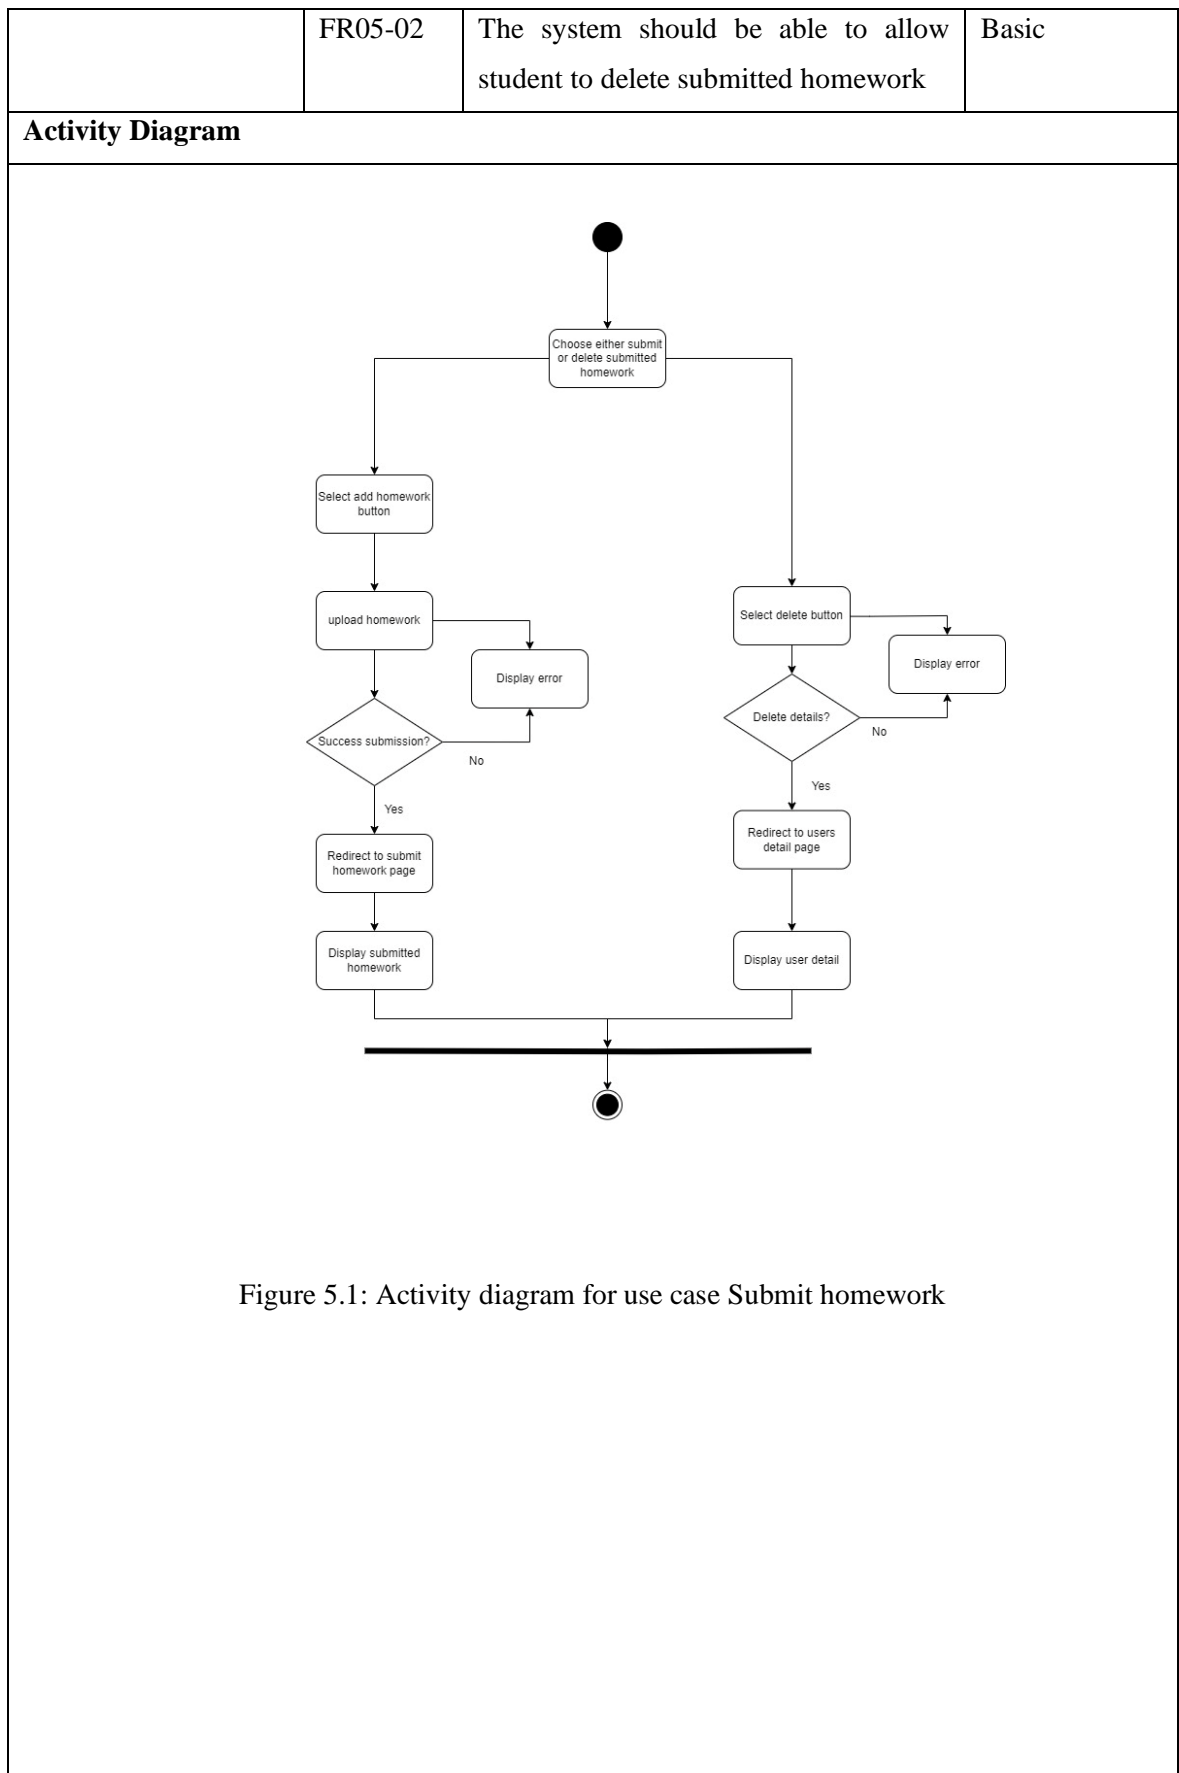 FR05-02
The system should be able to allow
student to delete submitted homework
Basic
Activity Diagram
Choose either submit
or delete submitted
homework
Select add homework
button
upload homework
Display error
Success submission?
No
Yes
Redirect to submit
homework page
Display submitted
homework
Select delete button
Display error
Delete details?
No
Yes
Redirect to users
detail page
Display user detail
Figure 5.1: Activity diagram for use case Submit homework